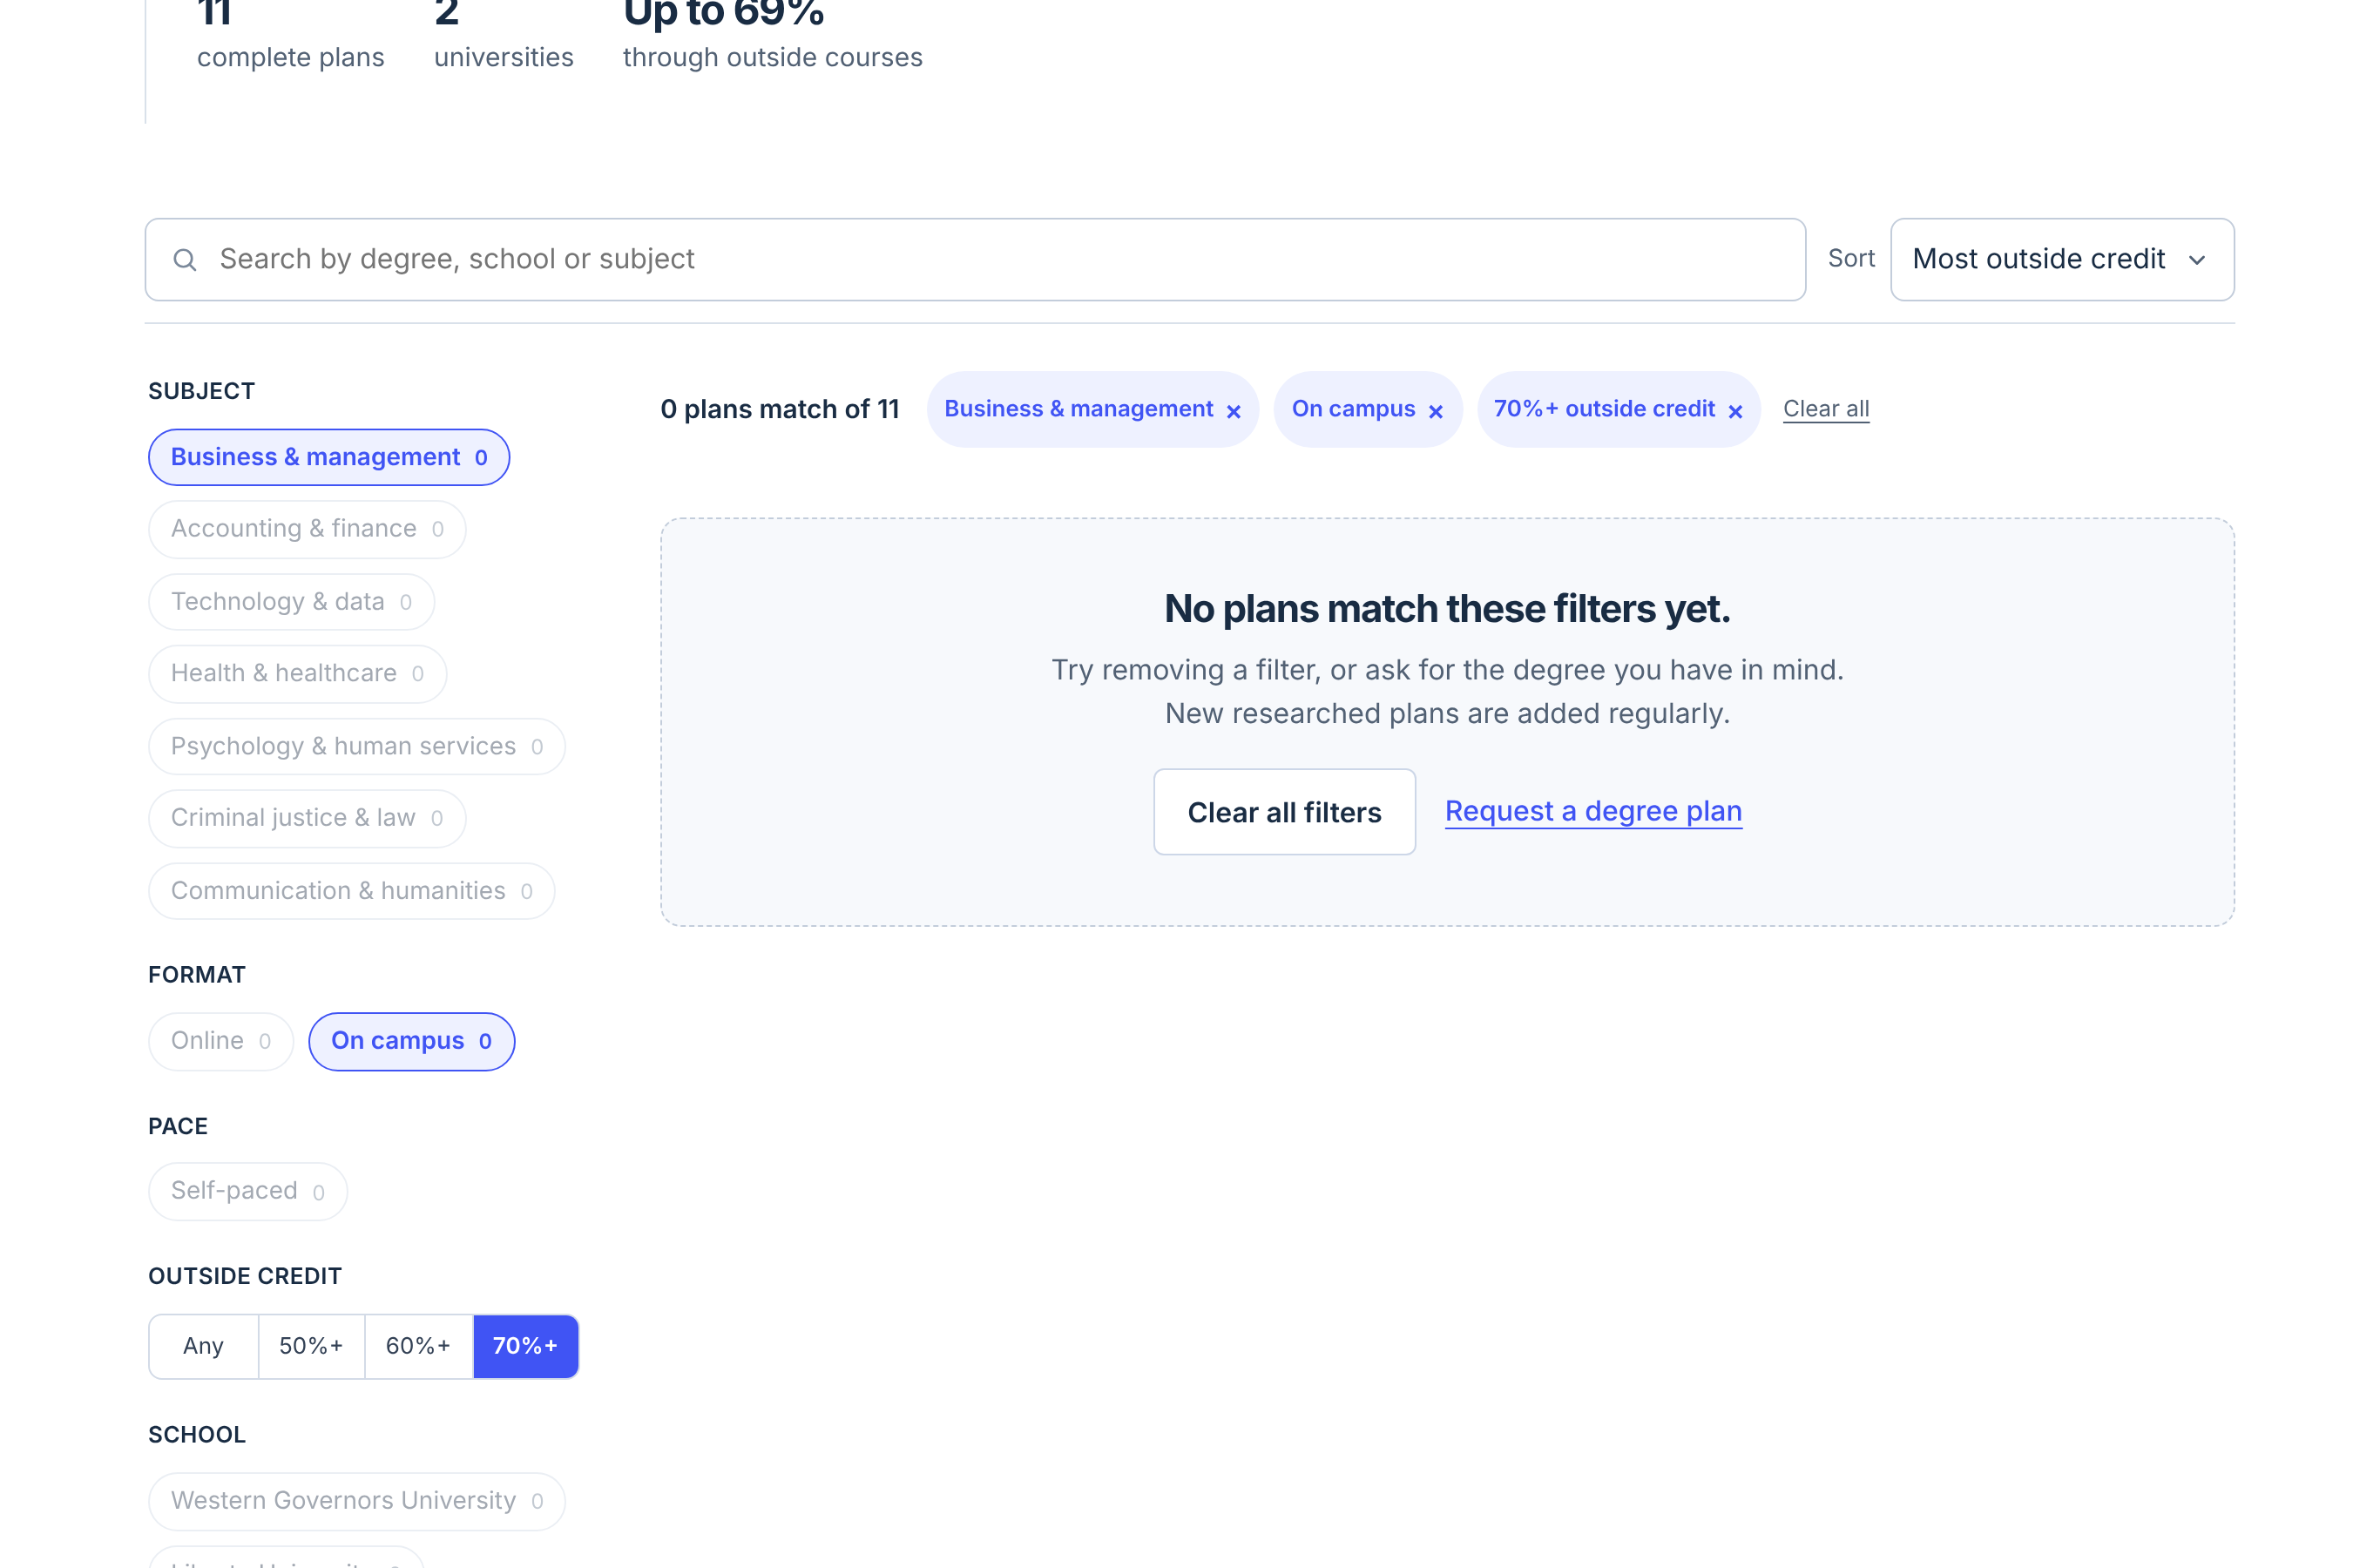 11
complete plans
2
universities
Up to 69%
through outside courses
Search by degree, school or subject
Sort
Most outside credit
SUBJECT
Business & management 0
Accounting & finance 0
Technology & data 0
Health & healthcare 0
Psychology & human services 0
Criminal justice & law 0
Communication & humanities 0
FORMAT
Online 0
On campus 0
PACE
Self-paced 0
OUTSIDE CREDIT
Any
50%+
60%+
70%+
SCHOOL
Western Governors University 0
0 plans match of 11
Business & management ×
On campus ×
70%+ outside credit ×
Clear all
No plans match these filters yet.
Try removing a filter, or ask for the degree you have in mind.
New researched plans are added regularly.
Clear all filters
Request a degree plan